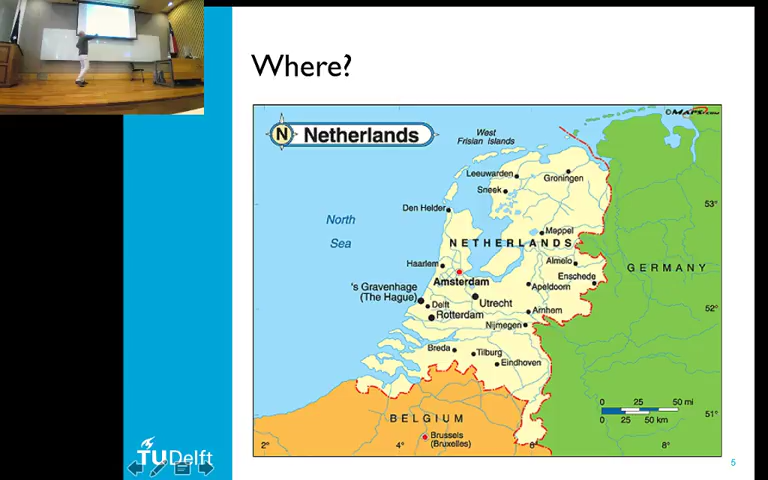 Where?
©MAPS.COM
N Netherlands
West
Frisian Islands
Leeuwarden
Groningen
Sneek
Den Helder
53°
North
Sea
Meppel
NETHERLANDS
Haarlem
Almelo
GERMANY
Amsterdam
Enschede
's Gravenhage
(The Hague)
Apeldoorn
Utrecht
Delft
52°
Rotterdam
Arnhem
Nijmegen
Breda
Tilburg
Eindhoven
0 25 50 mi
0 25 50 km
51°
BELGIUM
Brussels
(Bruxelles)
2°
4°
6°
8°
TUDelft
5